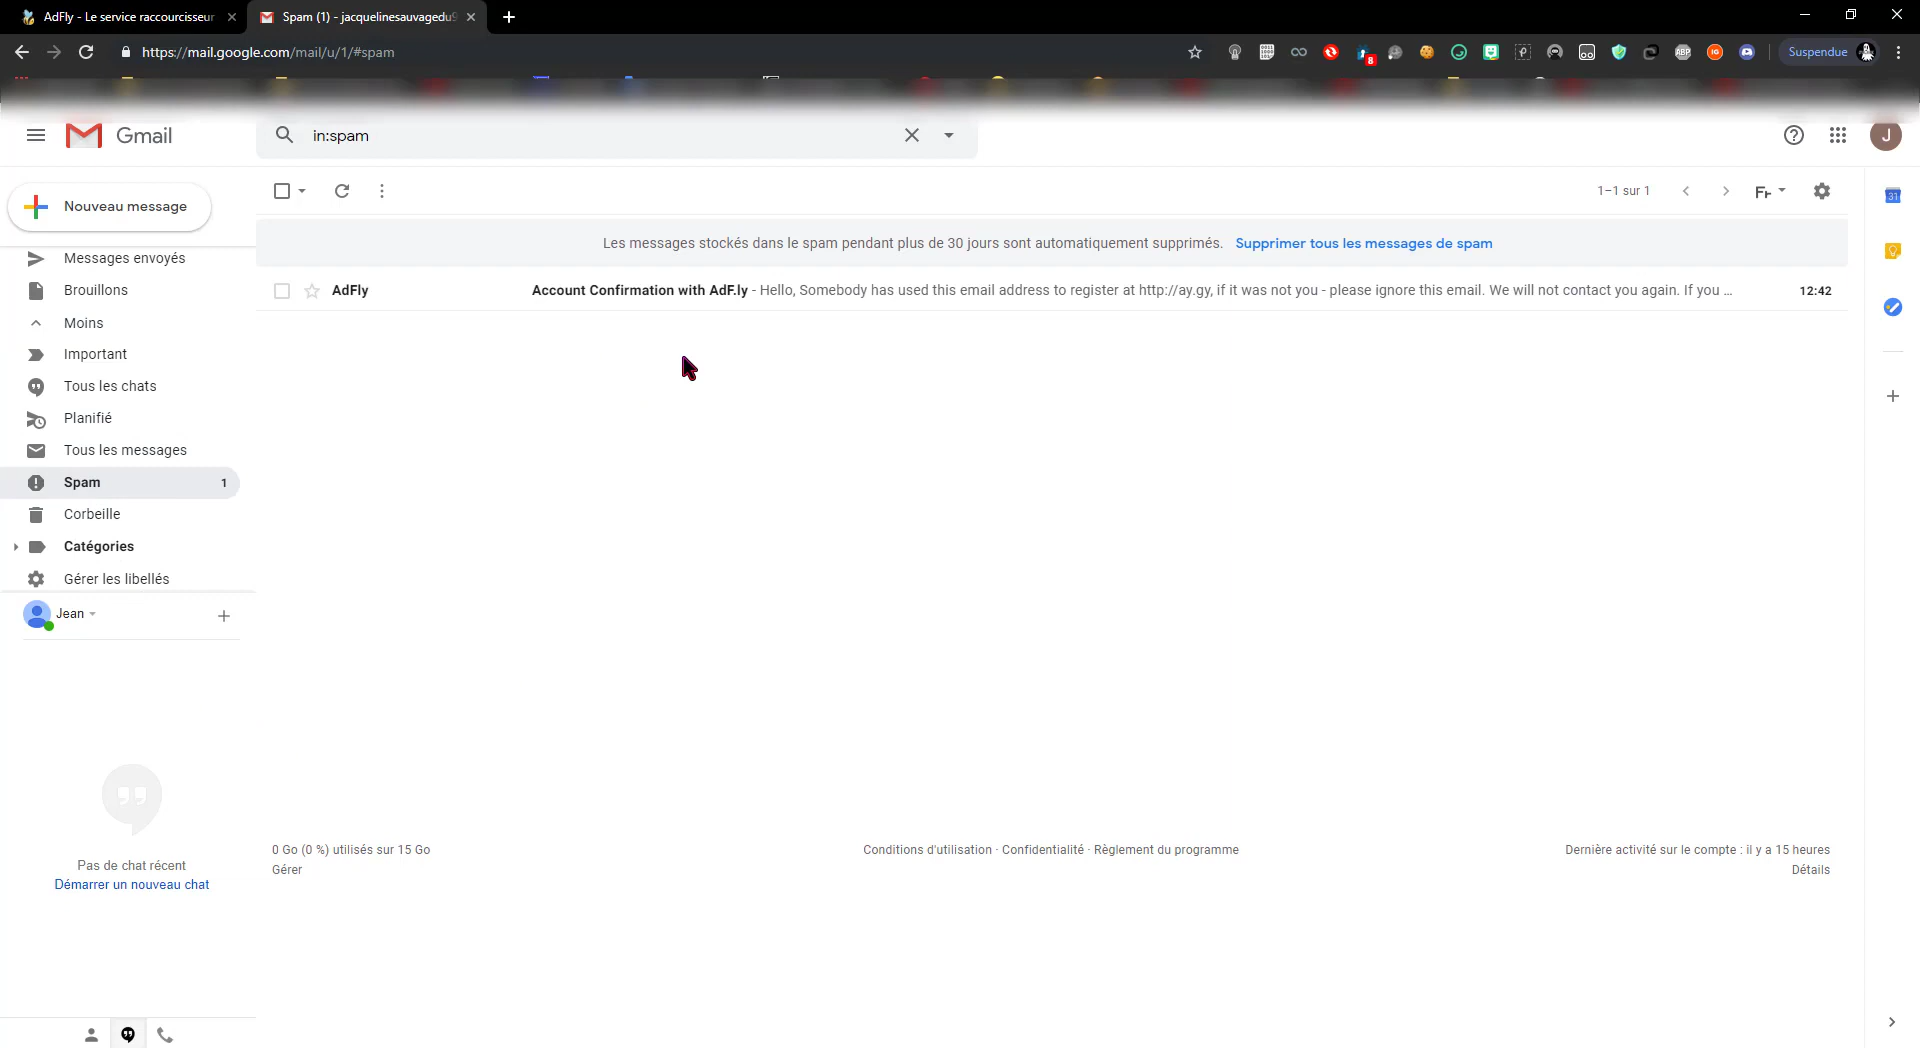 AdFly - Le service raccourcisseur
Spam (1) - jacquelinesauvagedu9
https://mail.google.com/mail/u/1/#spam
8
ABP
IG
Suspendue
Gmail
in:spam
J
Nouveau message
1–1 sur 1
31
Les messages stockés dans le spam pendant plus de 30 jours sont automatiquement supprimés. Supprimer tous les messages de spam
Messages envoyés
AdFly Account Confirmation with AdF.ly - Hello, Somebody has used this email address to register at http://ay.gy, if it was not you - please ignore this email. We will not contact you again. If you … 12:42
Brouillons
Moins
Important
Tous les chats
Planifié
Tous les messages
Spam 1
Corbeille
Catégories
Gérer les libellés
Jean
Pas de chat récent
Démarrer un nouveau chat
0 Go (0 %) utilisés sur 15 Go
Gérer
Conditions d'utilisation · Confidentialité · Règlement du programme
Dernière activité sur le compte : il y a 15 heures
Détails